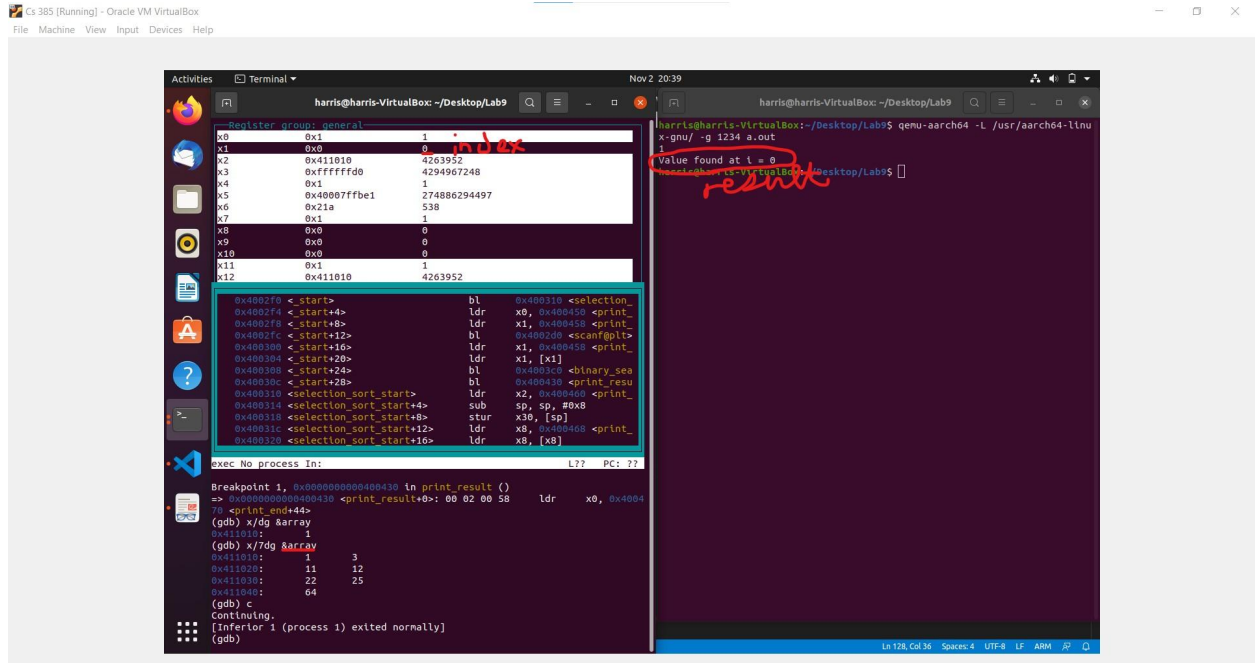 Cs 385 [Running] - Oracle VM VirtualBox
File Machine View Input Devices Help
Activities Terminal Nov 2 20:39
harris@harris-VirtualBox: ~/Desktop/Lab9
Register group: general
x0 0x1 1
x1 0x0 0 index
x2 0x411010 4263952
x3 0xffffffd0 4294967248
x4 0x1 1
x5 0x40007ffbe1 274886294497
x6 0x21a 538
x7 0x1 1
x8 0x0 0
x9 0x0 0
x10 0x0 0
x11 0x1 1
x12 0x411010 4263952
0x4002f0 <_start> bl 0x400310 <selection_
0x4002f4 <_start+4> ldr x0, 0x400450 <print_
0x4002f8 <_start+8> ldr x1, 0x400458 <print_
0x4002fc <_start+12> bl 0x4002d0 <scanf@plt>
0x400300 <_start+16> ldr x1, 0x400458 <print_
0x400304 <_start+20> ldr x1, [x1]
0x400308 <_start+24> bl 0x4003c0 <binary_sea
0x40030c <_start+28> bl 0x400430 <print_resu
0x400310 <selection_sort_start> ldr x2, 0x400460 <print_
0x400314 <selection_sort_start+4> sub sp, sp, #0x8
0x400318 <selection_sort_start+8> stur x30, [sp]
0x40031c <selection_sort_start+12> ldr x8, 0x400468 <print_
0x400320 <selection_sort_start+16> ldr x8, [x8]
exec No process In: L?? PC: ??
Breakpoint 1, 0x0000000000400430 in print_result ()
=> 0x0000000000400430 <print_result+0>: 00 02 00 58 ldr x0, 0x4004
70 <print_end+44>
(gdb) x/dg &array
0x411010: 1
(gdb) x/7dg &array
0x411010: 1 3
0x411020: 11 12
0x411030: 22 25
0x411040: 64
(gdb) c
Continuing.
[Inferior 1 (process 1) exited normally]
(gdb)
harris@harris-VirtualBox: ~/Desktop/Lab9
harris@harris-VirtualBox:~/Desktop/Lab9$ qemu-aarch64 -L /usr/aarch64-linu
x-gnu/ -g 1234 a.out
1
Value found at i = 0
harris@harris-VirtualBox:~/Desktop/Lab9$
result
Ln 128, Col 36 Spaces: 4 UTF-8 LF ARM